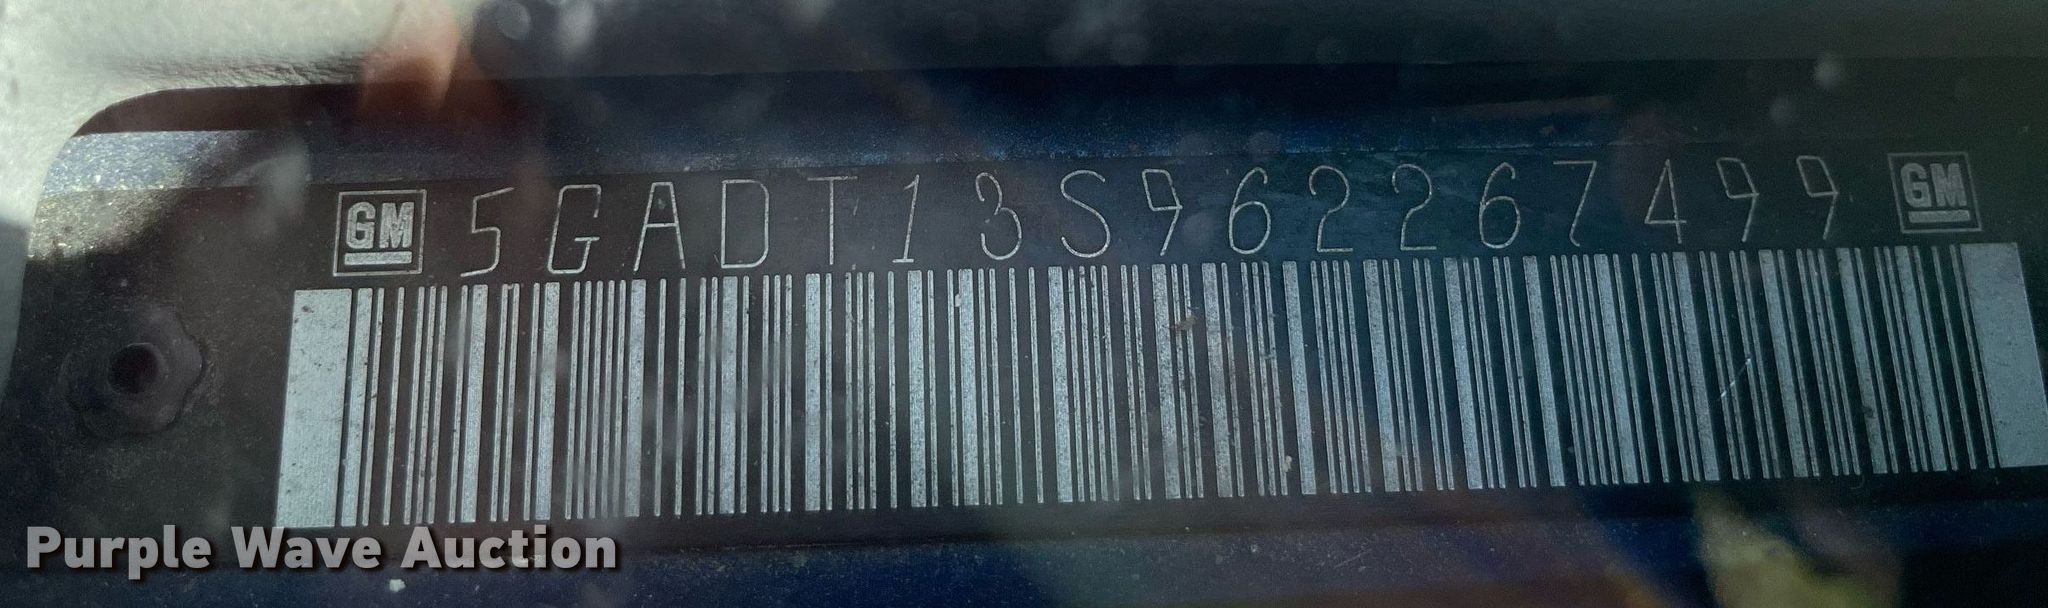 GM 5GADT13S962267499 GM
Purple Wave Auction